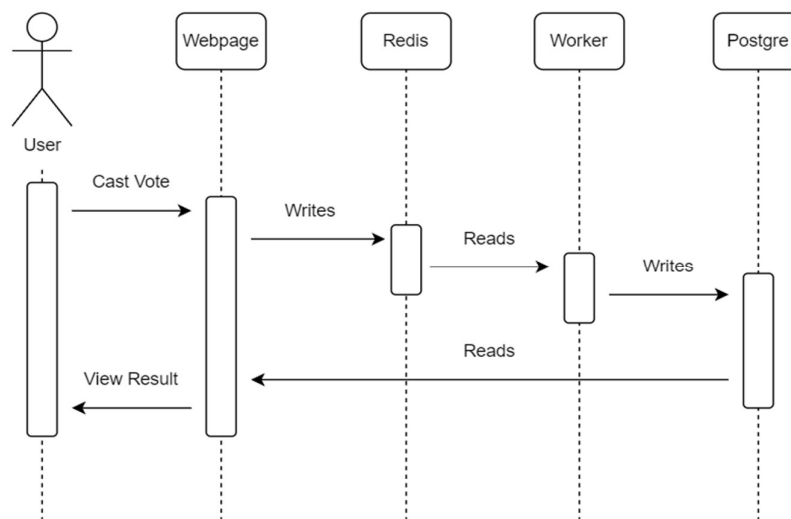 Webpage
Redis
Worker
Postgre
User
Cast Vote
Writes
Reads
Writes
Reads
View Result